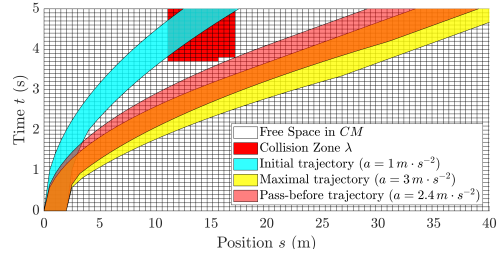 5
4
3
2
1
0
Time t (s)
Free Space in CM
Collision Zone λ
Initial trajectory (a = 1 m · s⁻²)
Maximal trajectory (a = 3 m · s⁻²)
Pass-before trajectory (a = 2.4 m · s⁻²)
0 5 10 15 20 25 30 35 40
Position s (m)